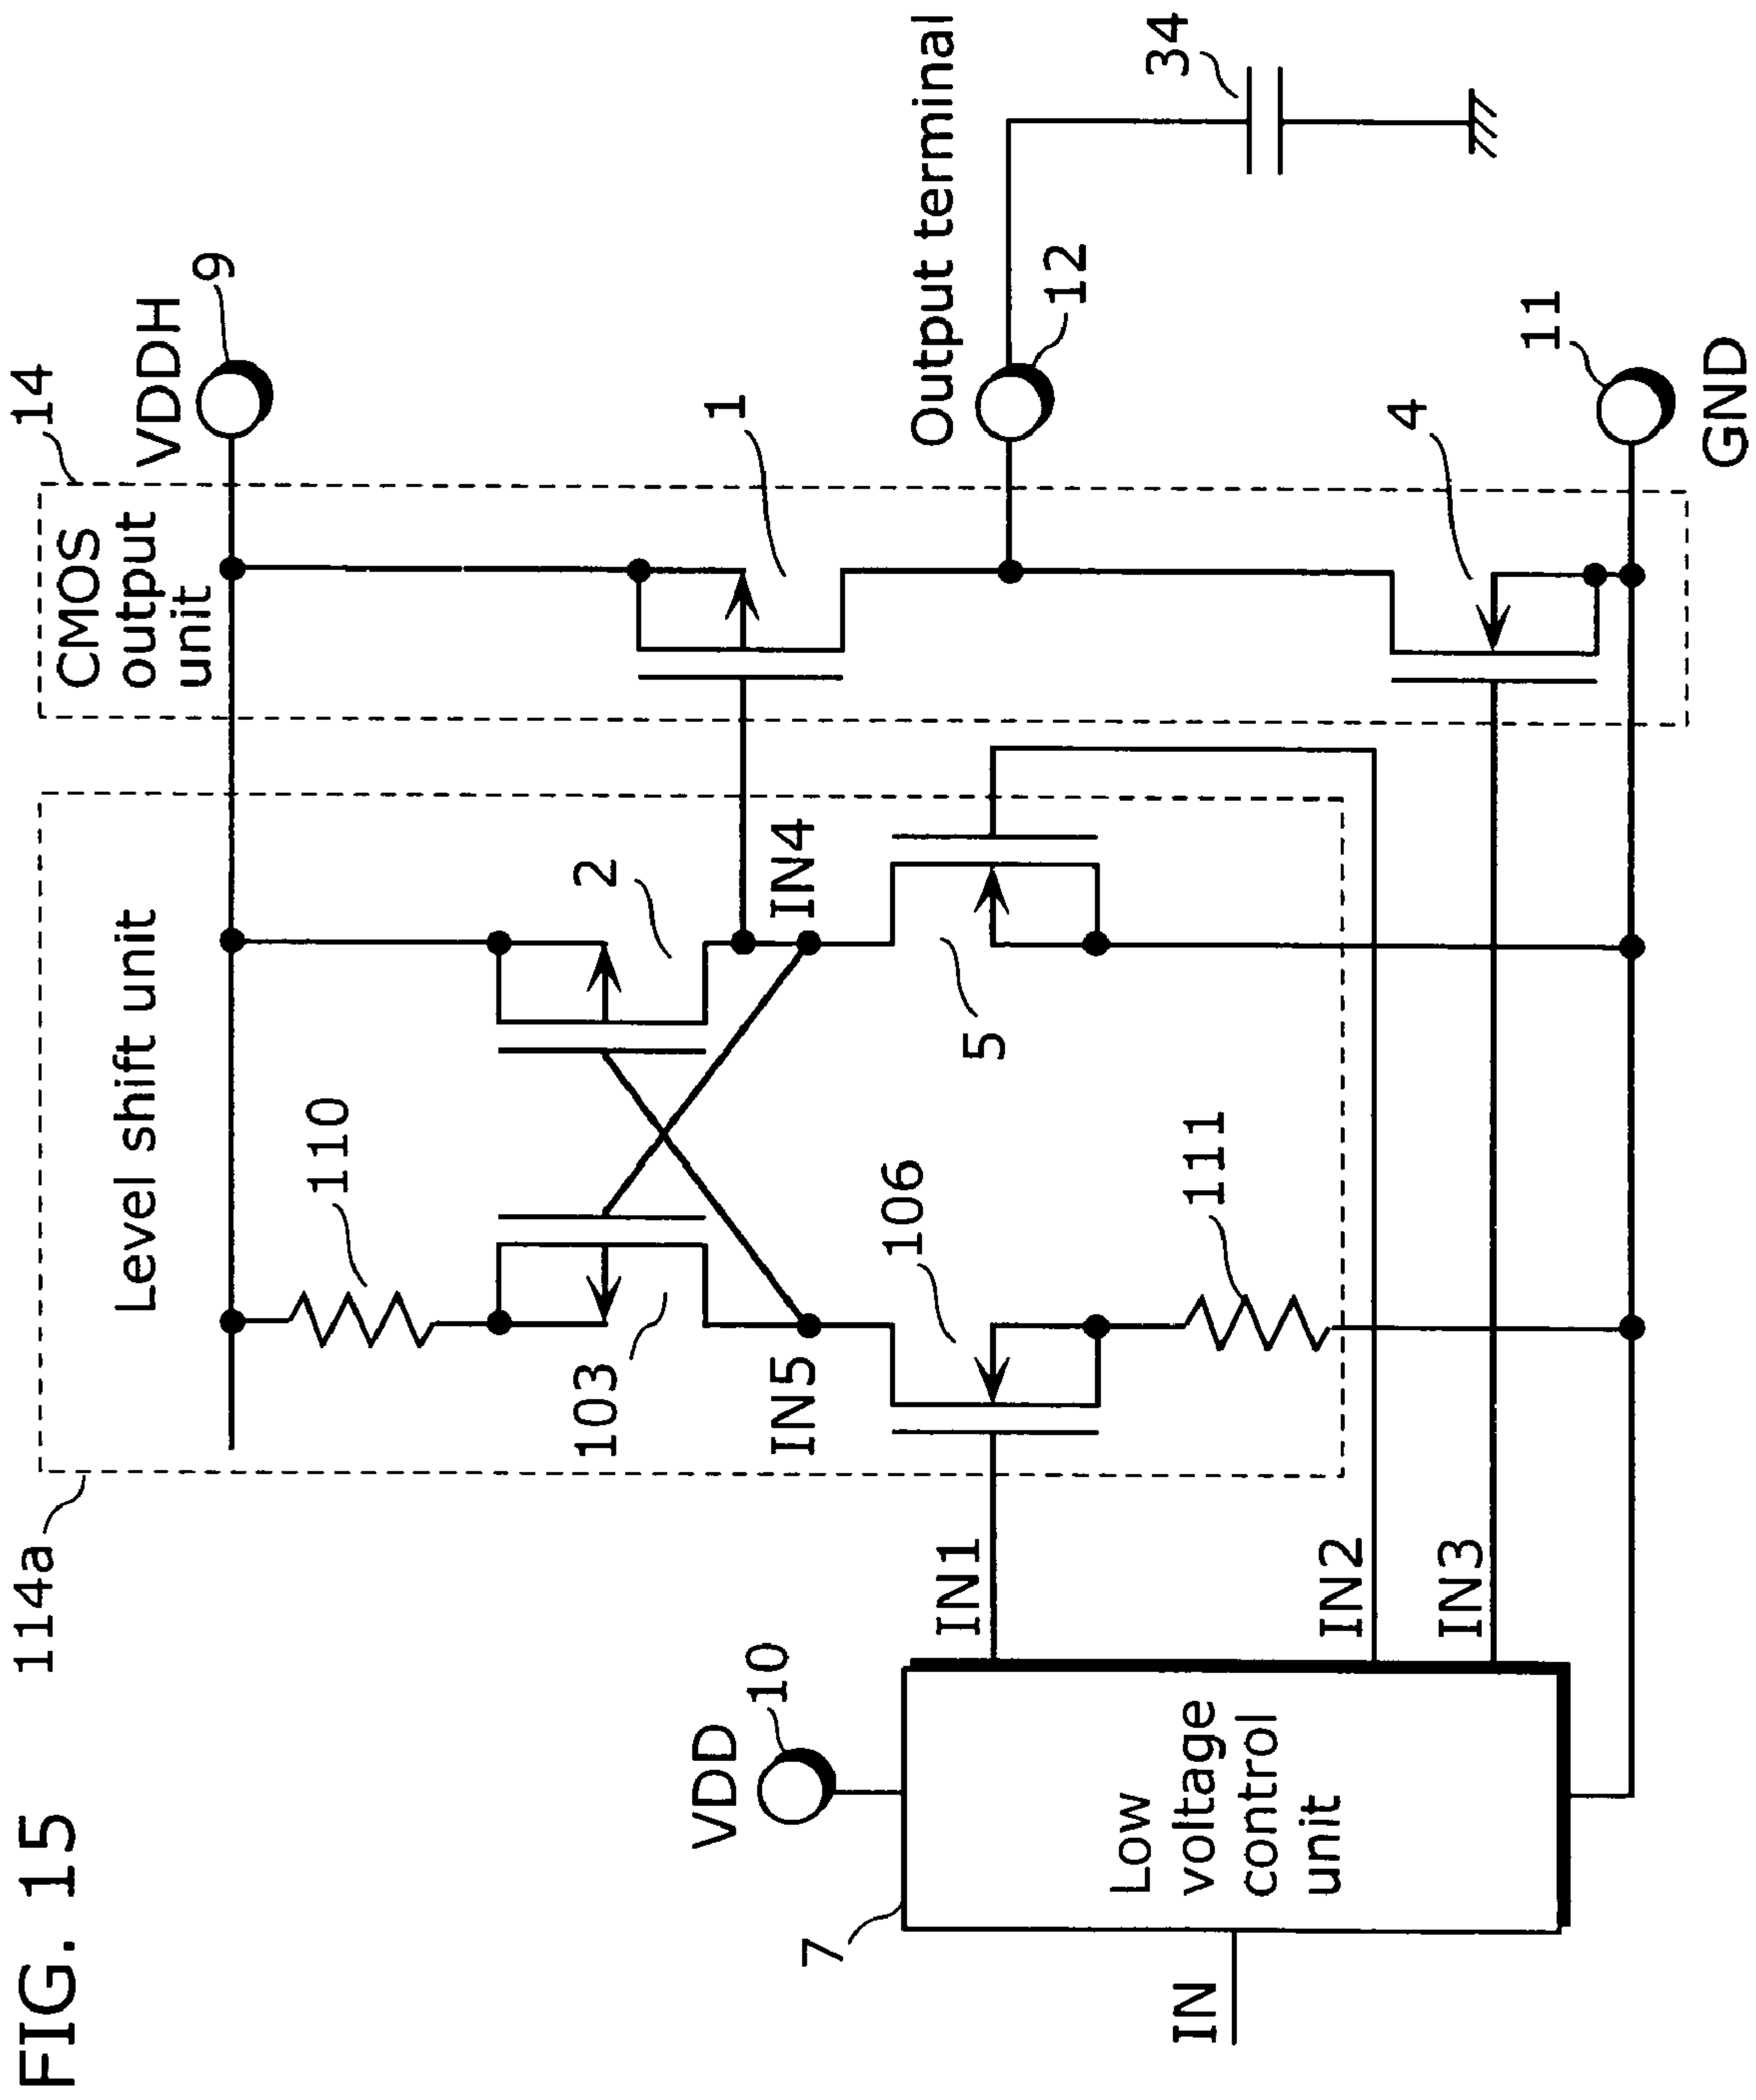 FIG. 15
114a
Level shift unit
CMOS
output
unit
14
VDDH
9
110
103
2
1
IN5
IN4
Output terminal
12
34
VDD
10
7
IN
Low
voltage
control
unit
IN1
106
5
111
IN2
IN3
4
11
GND